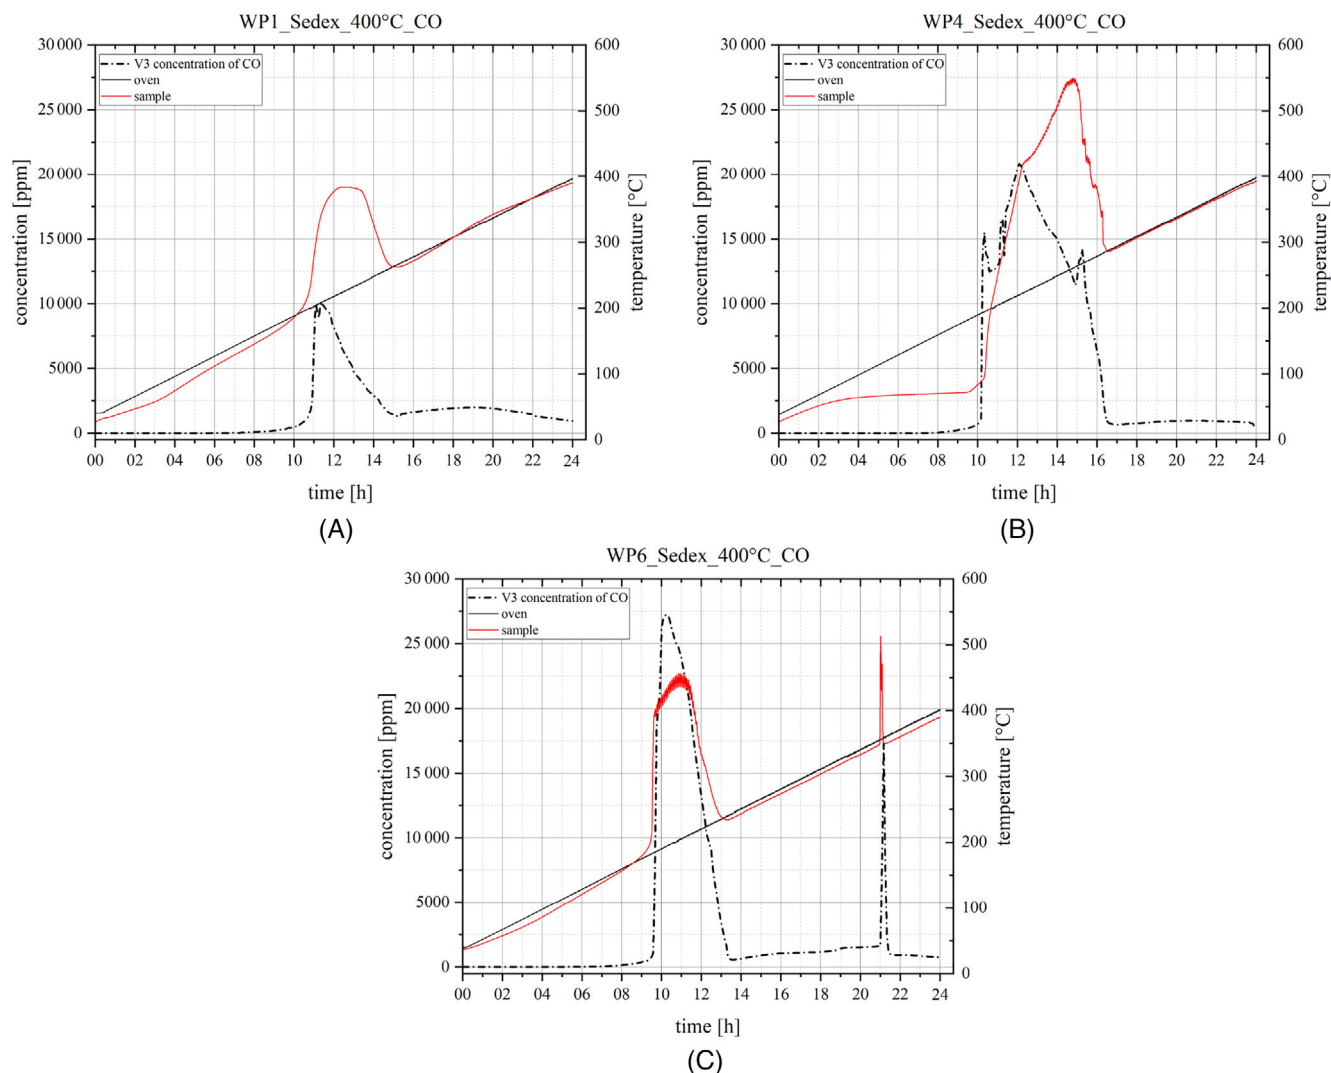 WP1_Sedex_400°C_CO
30 000
25 000
20 000
15 000
10 000
5000
0
concentration [ppm]
V3 concentration of CO
oven
sample
600
500
400
300
200
100
0
temperature [°C]
00 02 04 06 08 10 12 14 16 18 20 22 24
time [h]
(A)
WP4_Sedex_400°C_CO
30 000
25 000
20 000
15 000
10 000
5000
0
concentration [ppm]
V3 concentration of CO
oven
sample
600
500
400
300
200
100
0
temperature [°C]
00 02 04 06 08 10 12 14 16 18 20 22 24
time [h]
(B)
WP6_Sedex_400°C_CO
30 000
25 000
20 000
15 000
10 000
5000
0
concentration [ppm]
V3 concentration of CO
oven
sample
600
500
400
300
200
100
0
temperature [°C]
00 02 04 06 08 10 12 14 16 18 20 22 24
time [h]
(C)